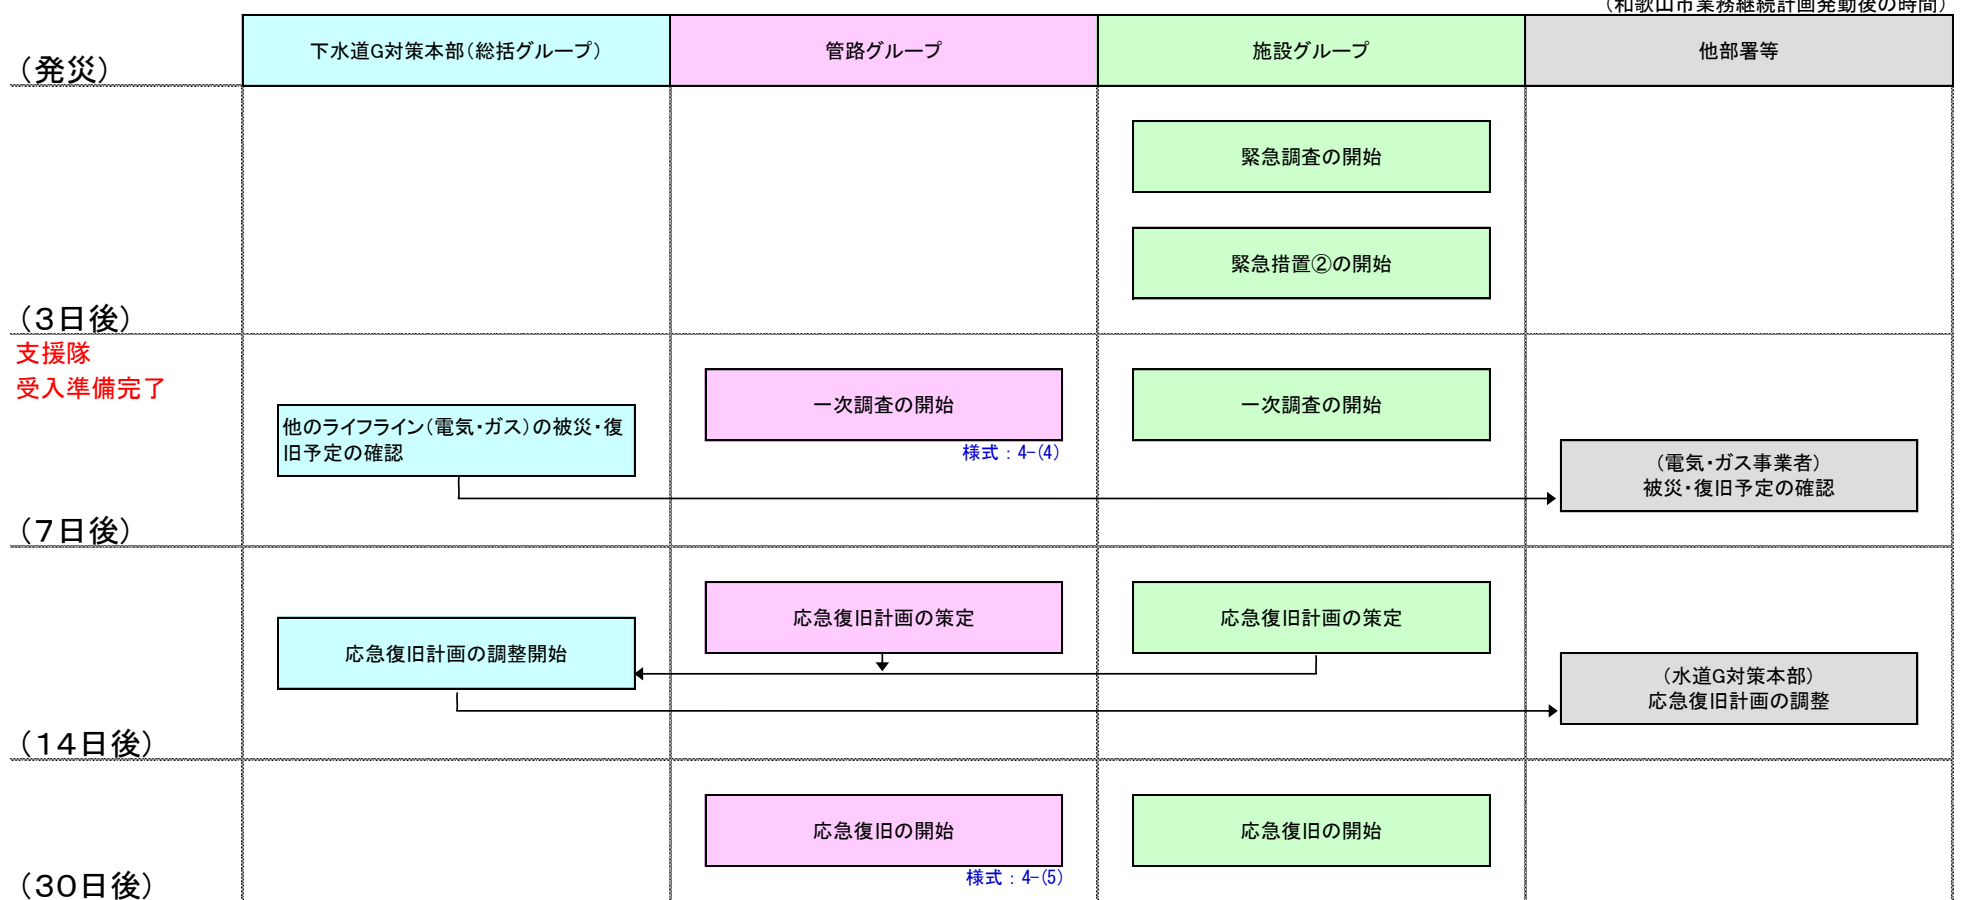 （和歌山市業務継続計画発動後の時間）
（発災）
下水道G対策本部（総括グループ）
管路グループ
施設グループ
他部署等
緊急調査の開始
緊急措置②の開始
（3日後）
支援隊
受入準備完了
他のライフライン（電気・ガス）の被災・復
旧予定の確認
一次調査の開始
様式：4-(4)
一次調査の開始
（電気・ガス事業者）
被災・復旧予定の確認
（7日後）
応急復旧計画の調整開始
応急復旧計画の策定
応急復旧計画の策定
（水道G対策本部）
応急復旧計画の調整
（14日後）
応急復旧の開始
様式：4-(5)
応急復旧の開始
（30日後）